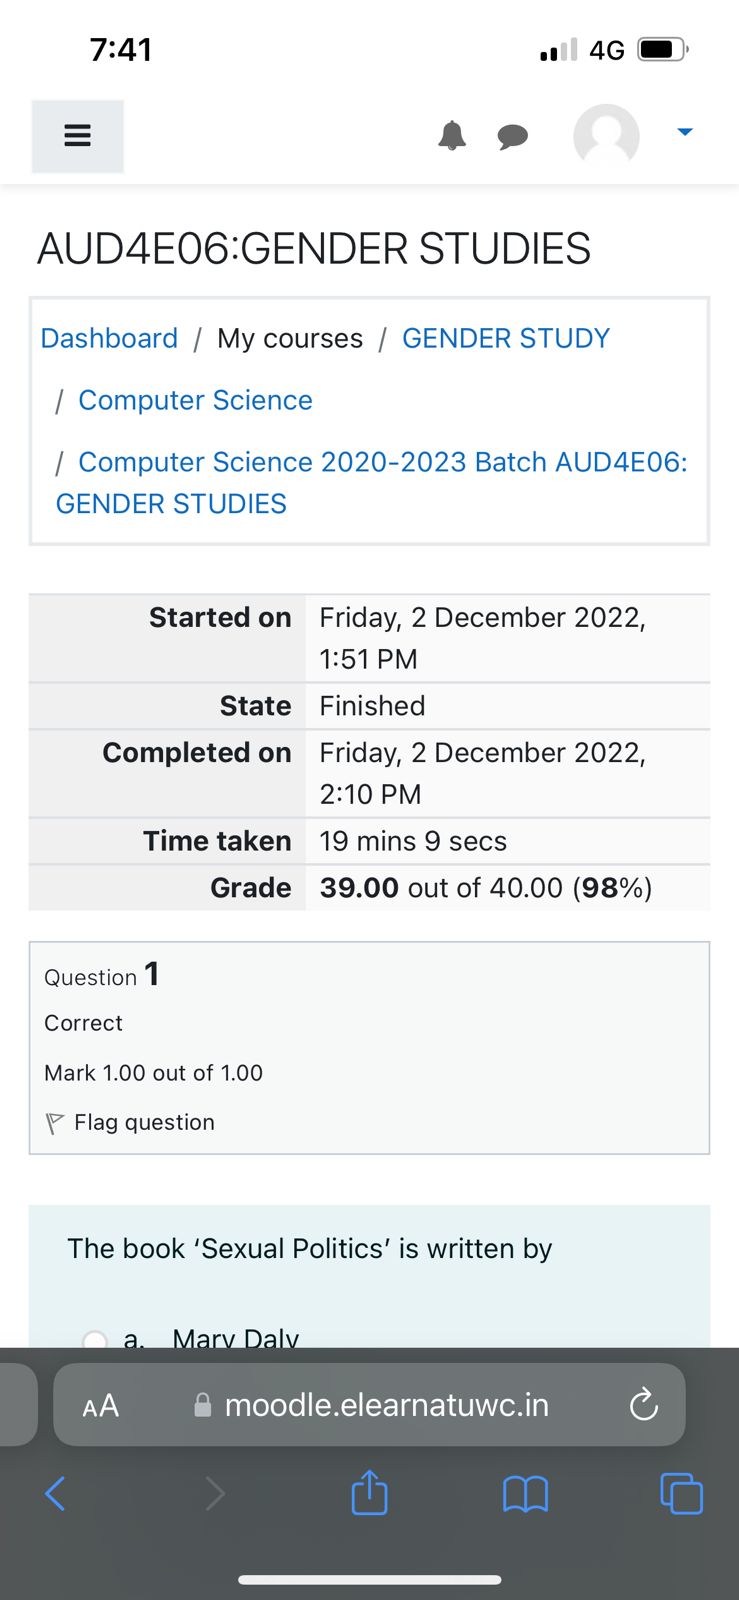 7:41 4G
AUD4E06:GENDER STUDIES
Dashboard / My courses / GENDER STUDY
/ Computer Science
/ Computer Science 2020-2023 Batch AUD4E06:
GENDER STUDIES
Started on Friday, 2 December 2022,
1:51 PM
State Finished
Completed on Friday, 2 December 2022,
2:10 PM
Time taken 19 mins 9 secs
Grade 39.00 out of 40.00 (98%)
Question 1
Correct
Mark 1.00 out of 1.00
Flag question
The book ‘Sexual Politics’ is written by
a. Mary Daly
AA moodle.elearnatuwc.in